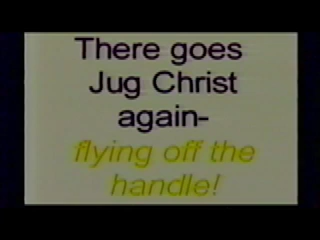 There goes
Jug Christ
again-
flying off the
handle!